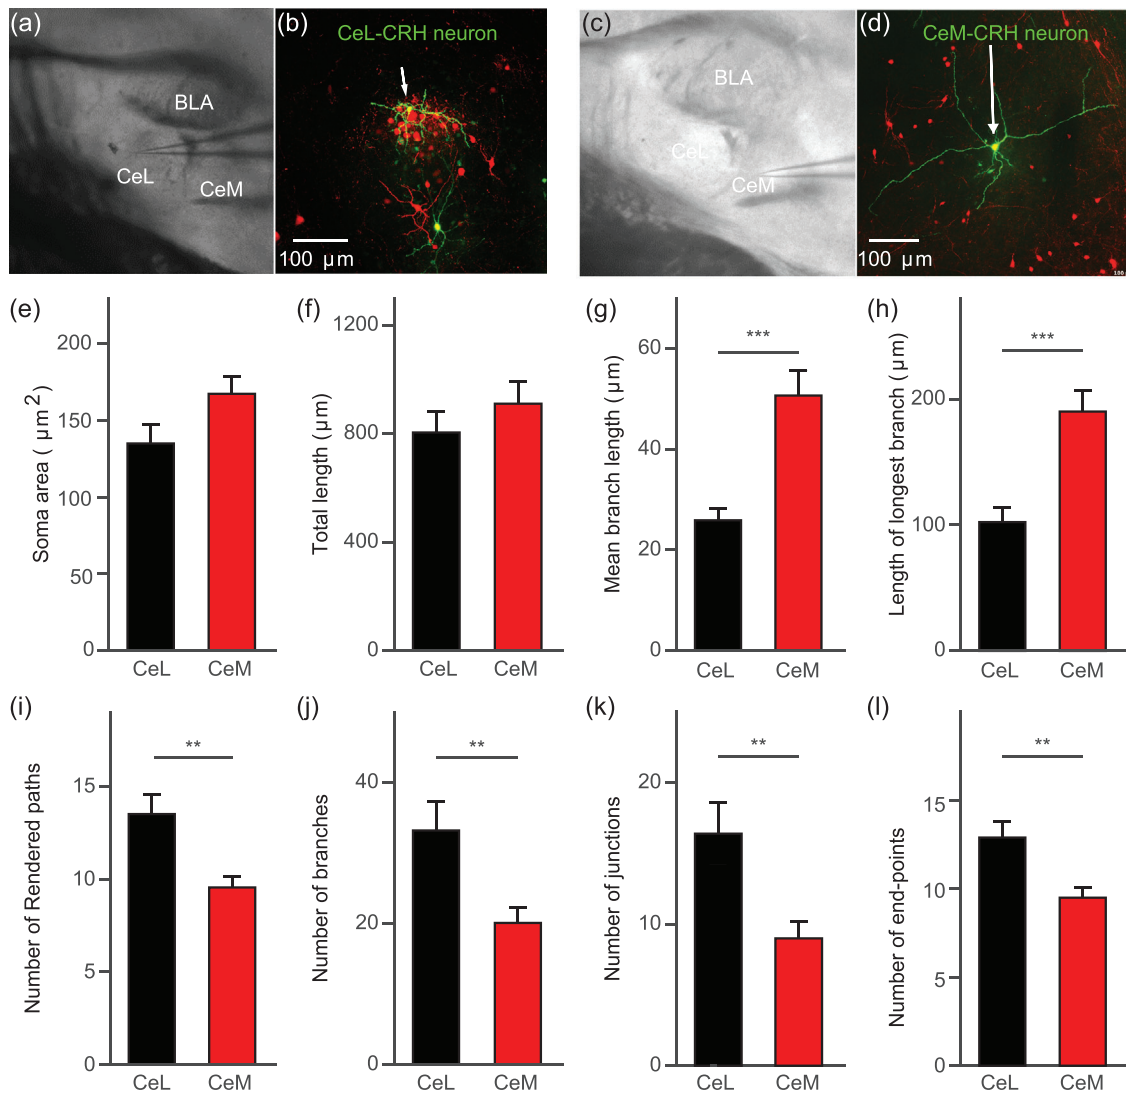 (a)
BLA
CeL
CeM
(b)
CeL-CRH neuron
100 µm
(c)
BLA
CeL
CeM
(d)
CeM-CRH neuron
100 µm
100
(e)
Soma area ( µm 2)
200
150
100
50
0
CeL CeM
(f)
Total length (µm)
1200
800
400
0
CeL CeM
(g)
Mean branch length (µm)
60
40
20
0
***
CeL CeM
(h)
Length of longest branch (µm)
200
100
0
***
CeL CeM
(i)
Number of Rendered paths
15
10
5
0
**
CeL CeM
(j)
Number of branches
40
20
0
**
CeL CeM
(k)
Number of junctions
20
10
0
**
CeL CeM
(l)
Number of end-points
15
10
5
0
**
CeL CeM